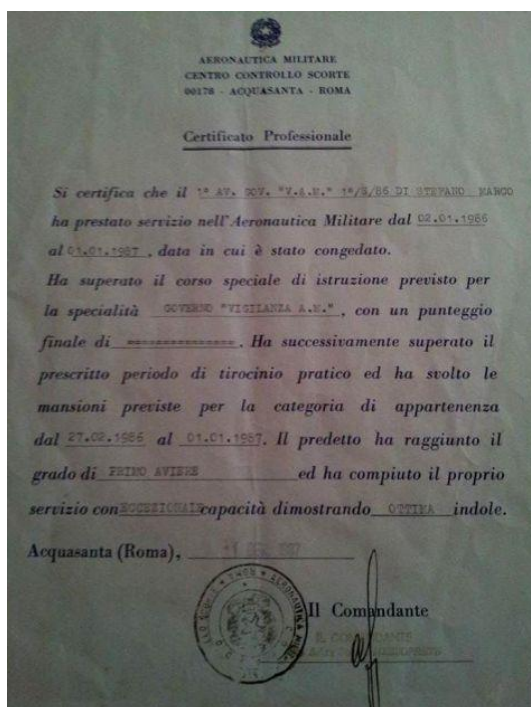 AERONAUTICA MILITARE
CENTRO CONTROLLO SCORTE
00178 - ACQUASANTA - ROMA
Certificato Professionale
Si certifica che il 1° AV. GOV. "V.A.M." 1°/S/86 DI STEFANO MARCO
ha prestato servizio nell'Aeronautica Militare dal 02.01.1986
al 01.01.1987, data in cui è stato congedato.
Ha superato il corso speciale di istruzione previsto per
la specialità GOVERNO "VIGILANZA A.M.", con un punteggio
finale di ===============. Ha successivamente superato il
prescritto periodo di tirocinio pratico ed ha svolto le
mansioni previste per la categoria di appartenenza
dal 27.02.1986 al 01.01.1987. Il predetto ha raggiunto il
grado di PRIMO AVIERE ed ha compiuto il proprio
servizio con ECCEZIONALE capacità dimostrando OTTIMA indole.
Acquasanta (Roma),
Il Comandante